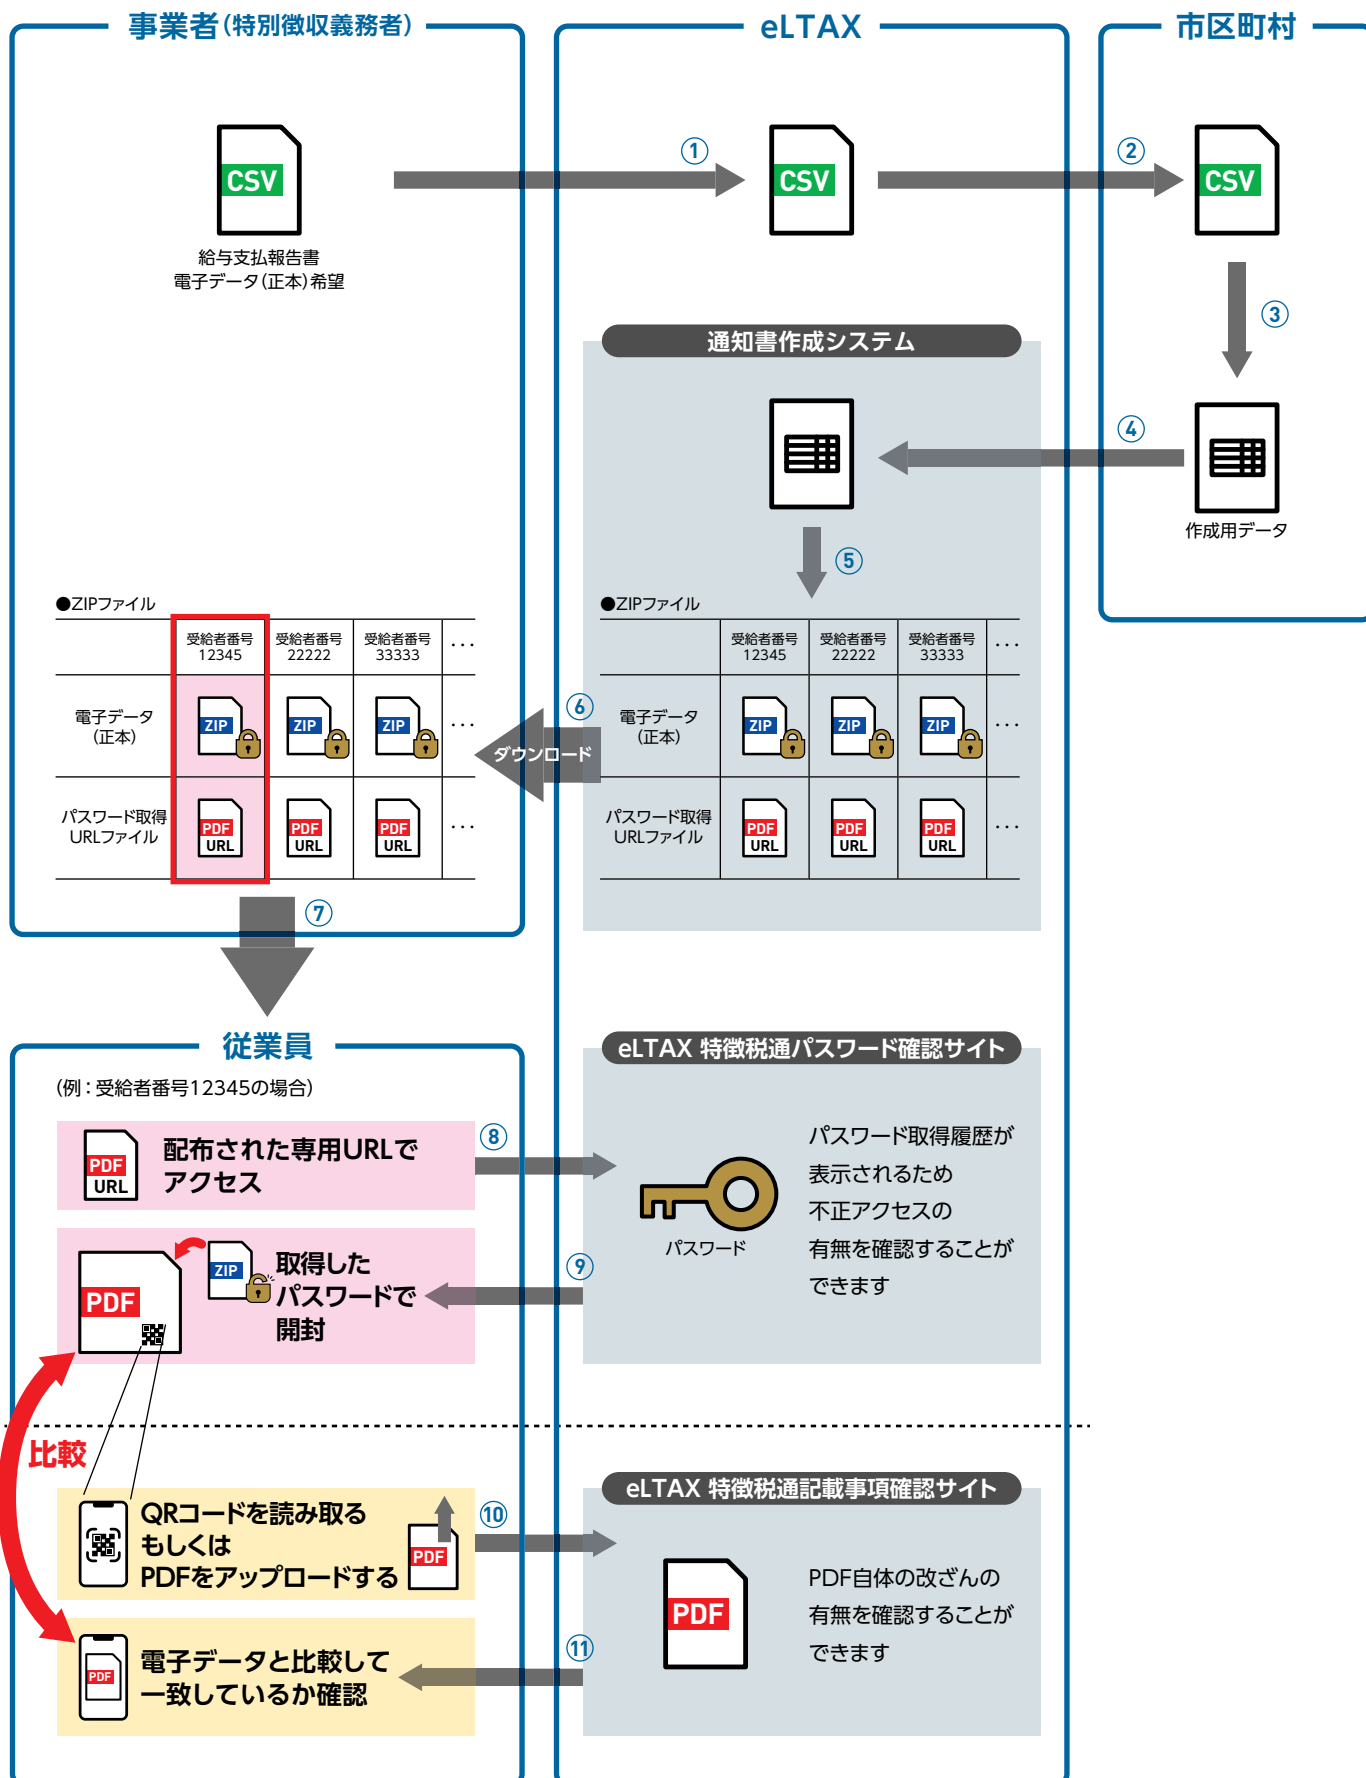 事業者(特別徴収義務者)
eLTAX
市区町村
CSV
①
CSV
②
CSV
給与支払報告書
電子データ(正本)希望
③
通知書作成システム
④
作成用データ
⑤
●ZIPファイル
受給者番号
12345
受給者番号
22222
受給者番号
33333
…
電子データ
(正本)
ZIP
ZIP
ZIP
…
パスワード取得
URLファイル
PDF
URL
PDF
URL
PDF
URL
…
⑥
ダウンロード
●ZIPファイル
受給者番号
12345
受給者番号
22222
受給者番号
33333
…
電子データ
(正本)
ZIP
ZIP
ZIP
…
パスワード取得
URLファイル
PDF
URL
PDF
URL
PDF
URL
…
⑦
従業員
(例:受給者番号12345の場合)
PDF
URL
配布された専用URLで
アクセス
⑧
eLTAX 特徴税通パスワード確認サイト
パスワード
パスワード取得履歴が
表示されるため
不正アクセスの
有無を確認することが
できます
PDF
ZIP
取得した
パスワードで
開封
⑨
比較
QRコードを読み取る
もしくは
PDFをアップロードする
PDF
⑩
eLTAX 特徴税通記載事項確認サイト
PDF
PDF自体の改ざんの
有無を確認することが
できます
PDF
電子データと比較して
一致しているか確認
⑪